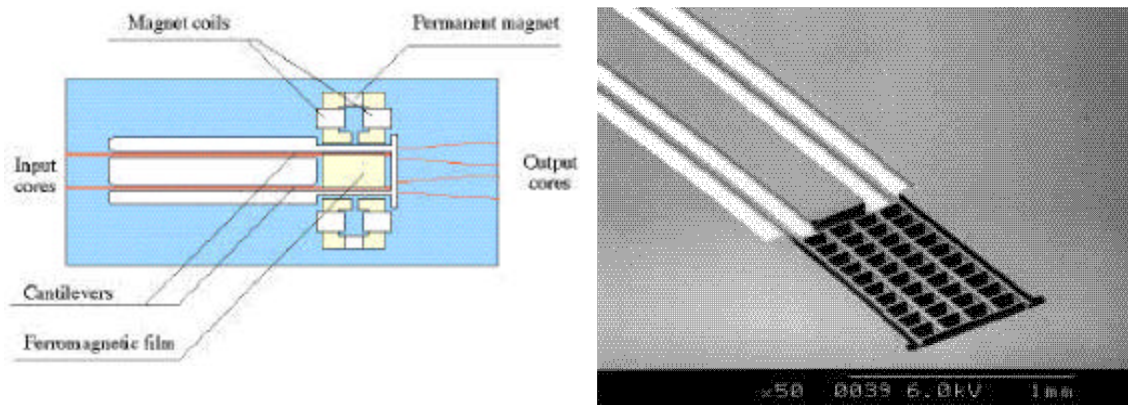 Magnet coils
Permanent magnet
Input
cores
Output
cores
Cantilevers
Ferromagnetic film
×50 0039 6.0kV 1mm